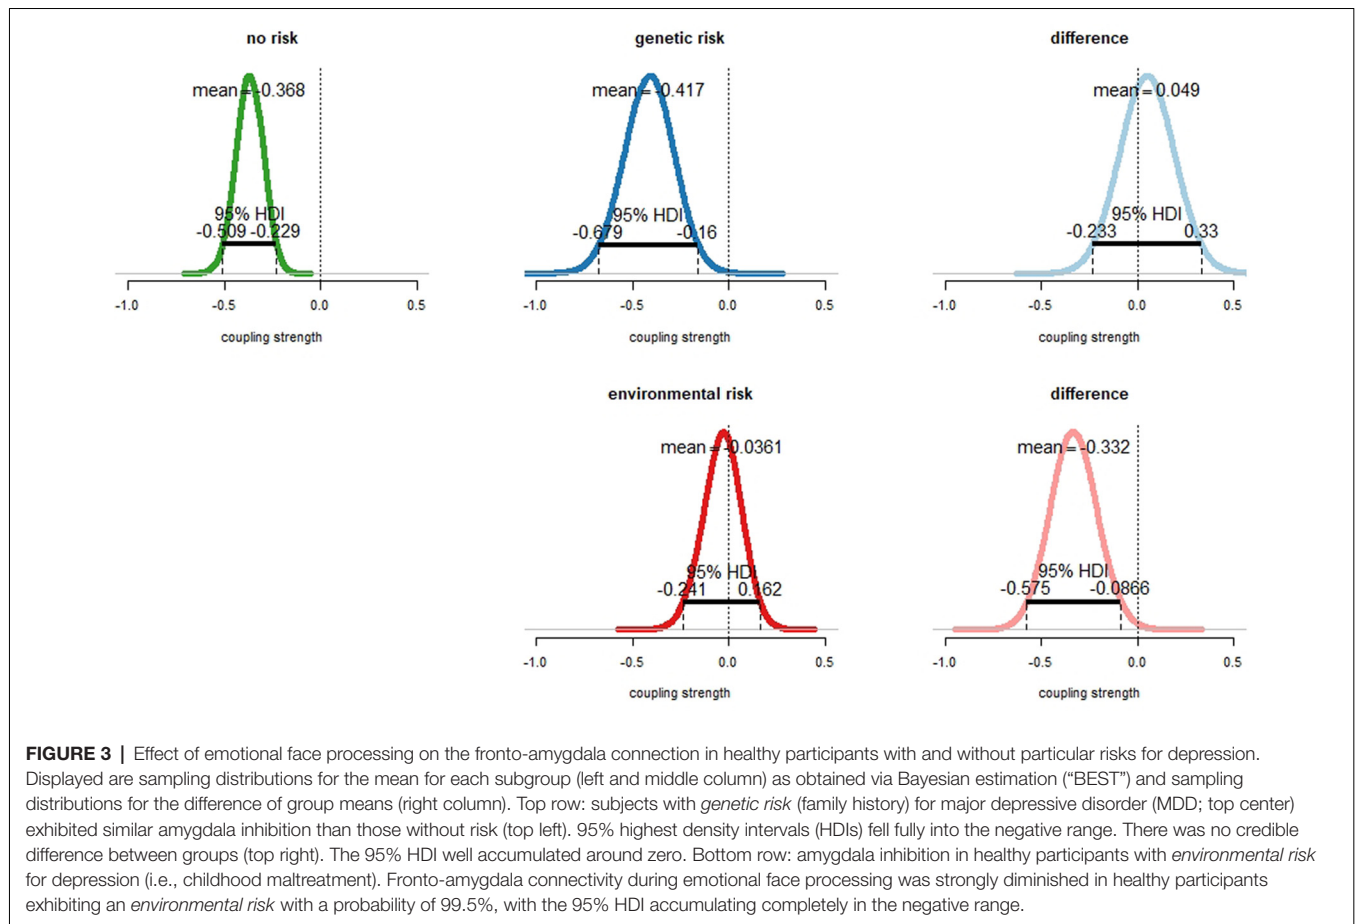 no risk
mean = -0.368
95% HDI
-0.509 -0.229
-1.0 -0.5 0.0 0.5
coupling strength
genetic risk
mean = -0.417
95% HDI
-0.679 -0.16
-1.0 -0.5 0.0 0.5
coupling strength
difference
mean = 0.049
95% HDI
-0.233 0.33
-1.0 -0.5 0.0 0.5
coupling strength
environmental risk
mean = -0.0361
95% HDI
-0.241 0.162
-1.0 -0.5 0.0 0.5
coupling strength
difference
mean = -0.332
95% HDI
-0.575 -0.0866
-1.0 -0.5 0.0 0.5
coupling strength
FIGURE 3 | Effect of emotional face processing on the fronto-amygdala connection in healthy participants with and without particular risks for depression.
Displayed are sampling distributions for the mean for each subgroup (left and middle column) as obtained via Bayesian estimation (“BEST”) and sampling
distributions for the difference of group means (right column). Top row: subjects with genetic risk (family history) for major depressive disorder (MDD; top center)
exhibited similar amygdala inhibition than those without risk (top left). 95% highest density intervals (HDIs) fell fully into the negative range. There was no credible
difference between groups (top right). The 95% HDI well accumulated around zero. Bottom row: amygdala inhibition in healthy participants with environmental risk
for depression (i.e., childhood maltreatment). Fronto-amygdala connectivity during emotional face processing was strongly diminished in healthy participants
exhibiting an environmental risk with a probability of 99.5%, with the 95% HDI accumulating completely in the negative range.